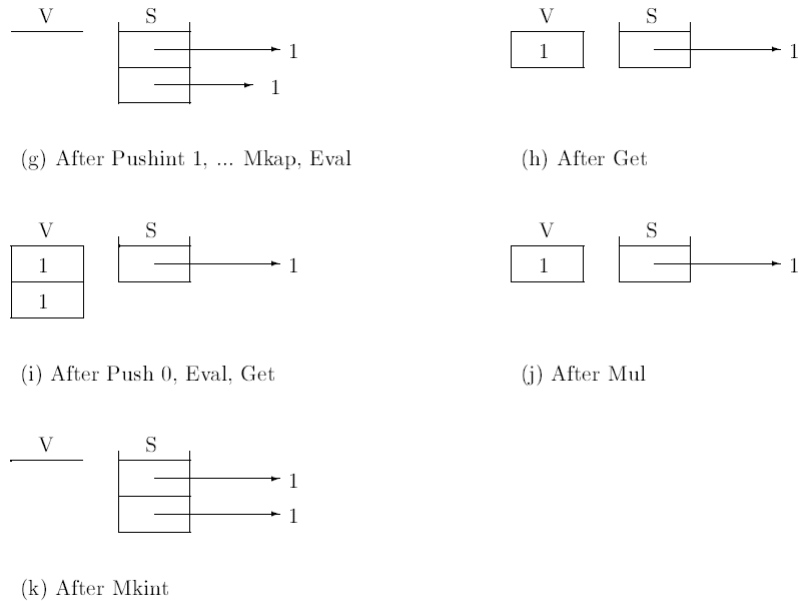 V S V S
1 1 1
1
(g) After Pushint 1, ... Mkap, Eval (h) After Get
V S V S
1 1 1 1
1
(i) After Push 0, Eval, Get (j) After Mul
V S
1
1
(k) After Mkint